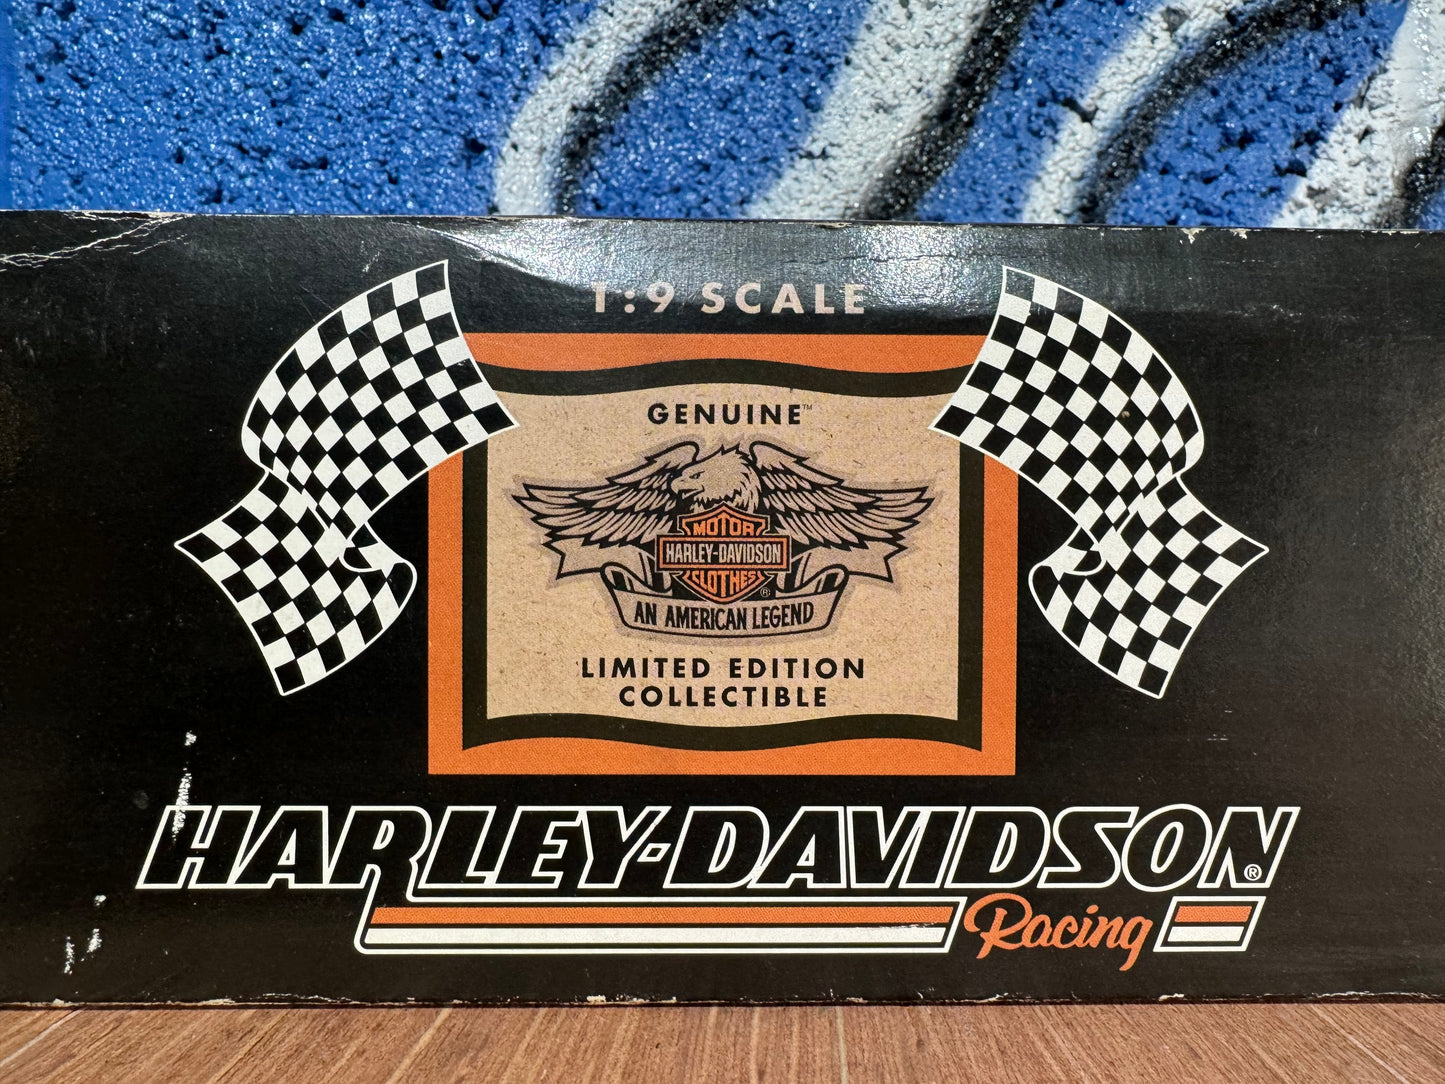 1:9 SCALE
GENUINE™
MOTOR
HARLEY-DAVIDSON
CLOTHES
®
AN AMERICAN LEGEND
LIMITED EDITION
COLLECTIBLE
HARLEY-DAVIDSON®
Racing